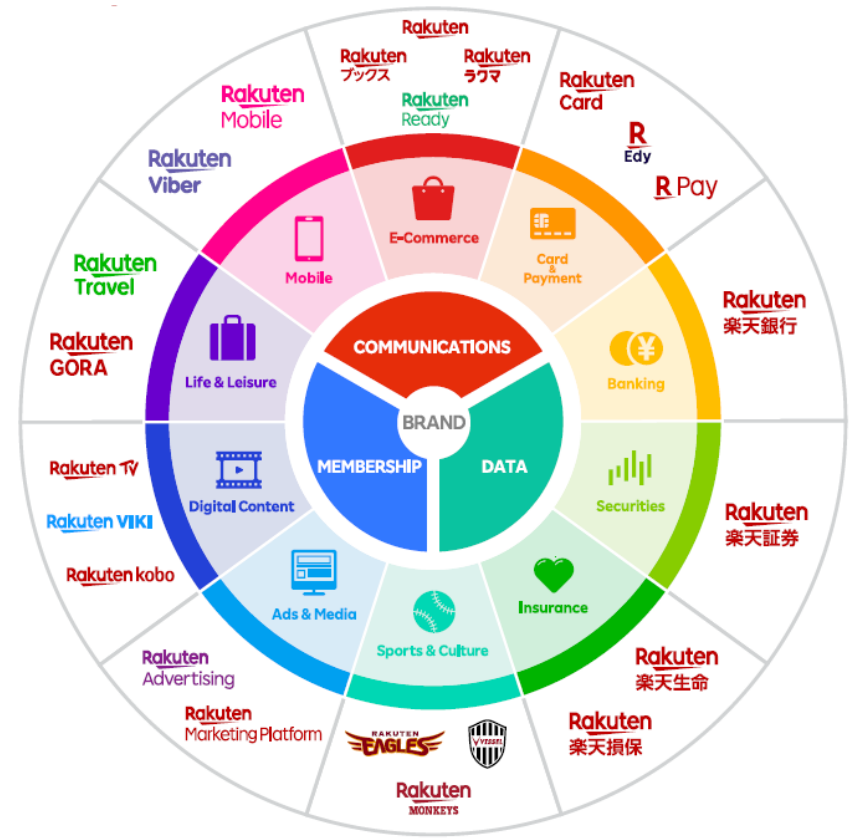 Rakuten
Rakuten
ブックス
Rakuten
ラクマ
Rakuten
Ready
E-Commerce
Rakuten
Card
R
Edy
R Pay
Card
&
Payment
Rakuten
楽天銀行
Banking
Rakuten
楽天証券
Securities
Rakuten
楽天生命
Rakuten
楽天損保
Insurance
Sports & Culture
RAKUTEN
EAGLES
VISSEL
Rakuten
MONKEYS
Ads & Media
Rakuten
Advertising
Rakuten
Marketing Platform
Digital Content
Rakuten TV
Rakuten VIKI
Rakuten kobo
Life & Leisure
Rakuten
Travel
Rakuten
GORA
Mobile
Rakuten
Mobile
Rakuten
Viber
COMMUNICATIONS
BRAND
MEMBERSHIP
DATA